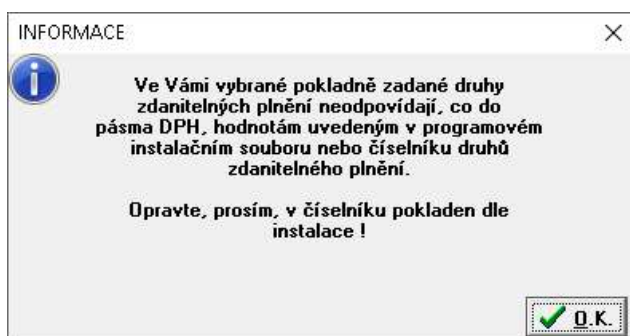 INFORMACE
Ve Vámi vybrané pokladně zadané druhy
zdanitelných plnění neodpovídají, co do
pásma DPH, hodnotám uvedeným v programovém
instalačním souboru nebo číselníku druhů
zdanitelného plnění.
Opravte, prosím, v číselníku pokladen dle
instalace !
O.K.